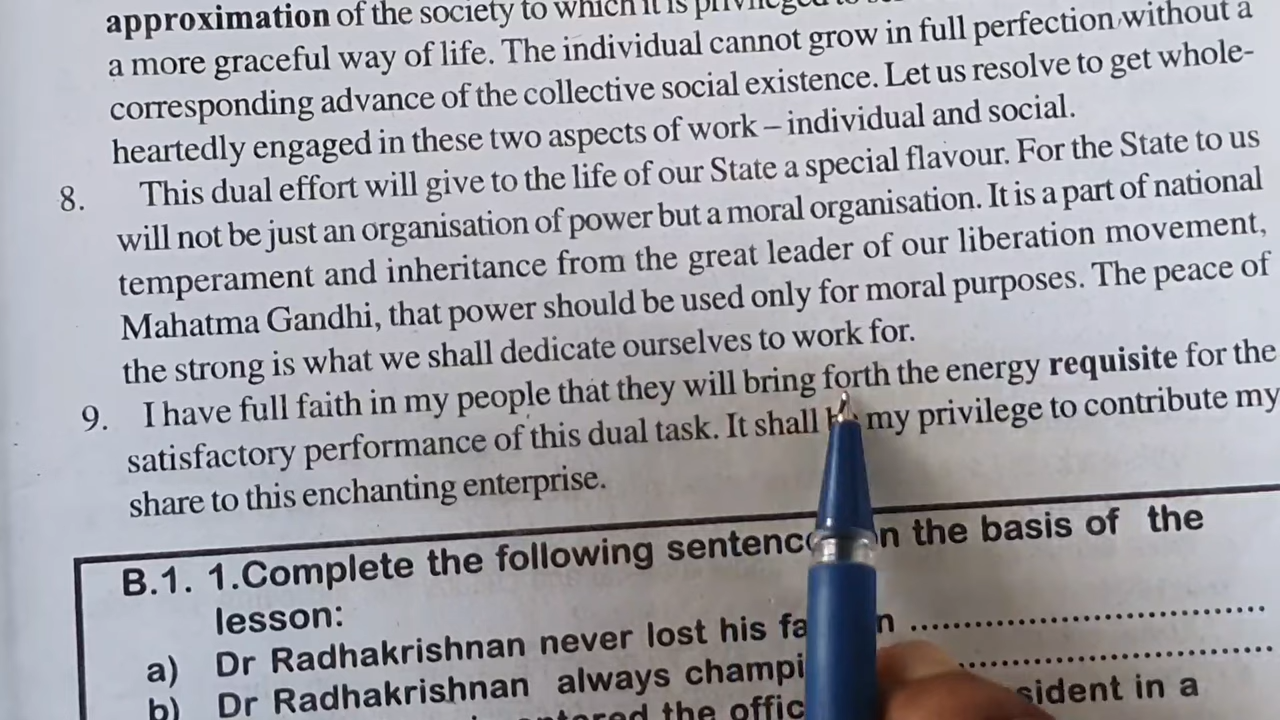 approximation of the society to which it is privileged to
a more graceful way of life. The individual cannot grow in full perfection without a
corresponding advance of the collective social existence. Let us resolve to get whole-
heartedly engaged in these two aspects of work – individual and social.
8. This dual effort will give to the life of our State a special flavour. For the State to us
will not be just an organisation of power but a moral organisation. It is a part of national
temperament and inheritance from the great leader of our liberation movement,
Mahatma Gandhi, that power should be used only for moral purposes. The peace of
the strong is what we shall dedicate ourselves to work for.
9. I have full faith in my people that they will bring forth the energy requisite for the
satisfactory performance of this dual task. It shall my privilege to contribute my
share to this enchanting enterprise.
B.1. 1.Complete the following sentenc n the basis of the
lesson:
a) Dr Radhakrishnan never lost his fa n ..............................
b) Dr Radhakrishnan always champi ..............................
the offic sident in a